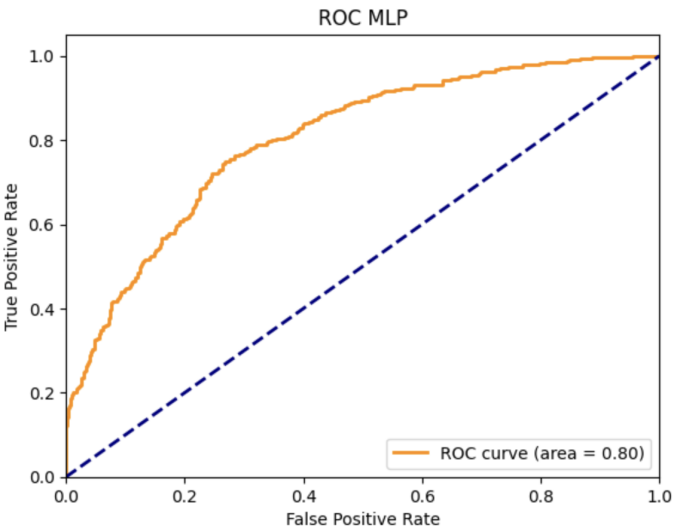 ROC MLP
1.0
0.8
0.6
0.4
0.2
0.0
True Positive Rate
ROC curve (area = 0.80)
0.0 0.2 0.4 0.6 0.8 1.0
False Positive Rate